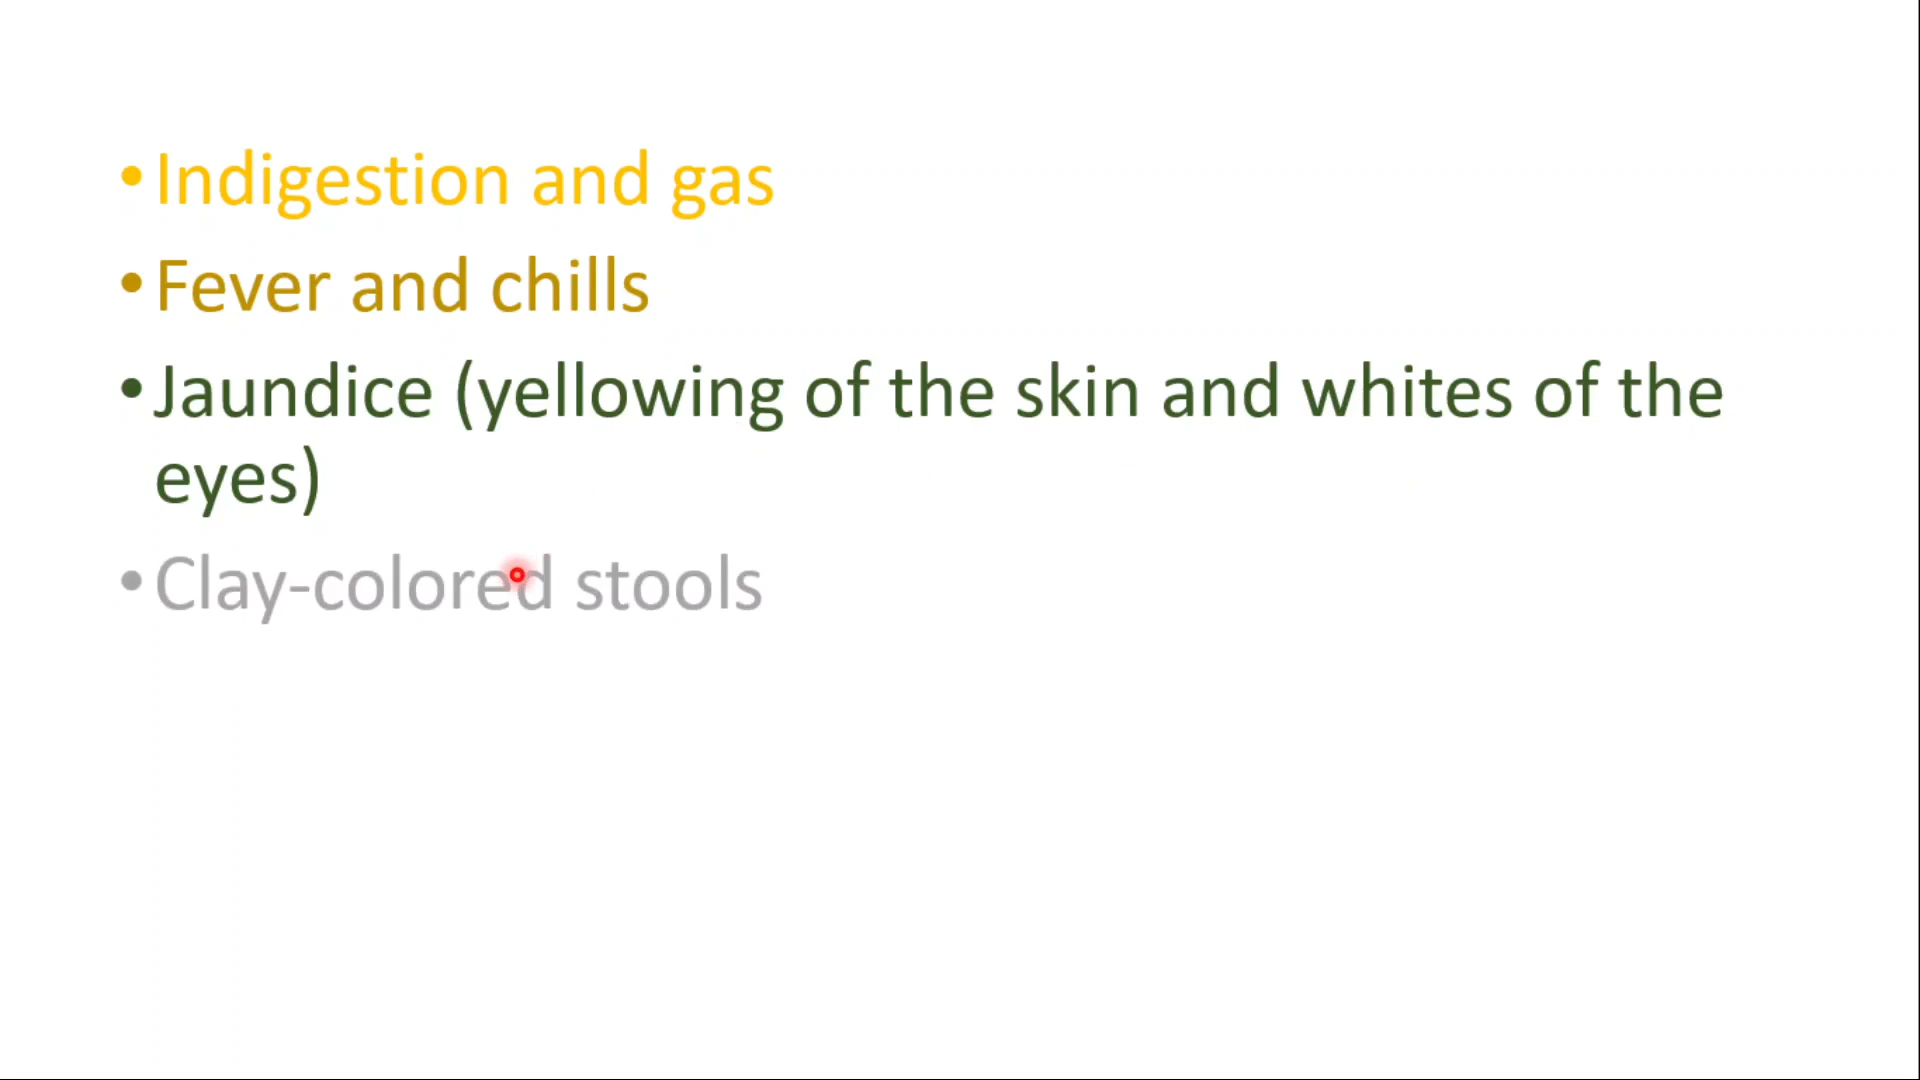 •Indigestion and gas
•Fever and chills
•Jaundice (yellowing of the skin and whites of the
eyes)
•Clay-colored stools